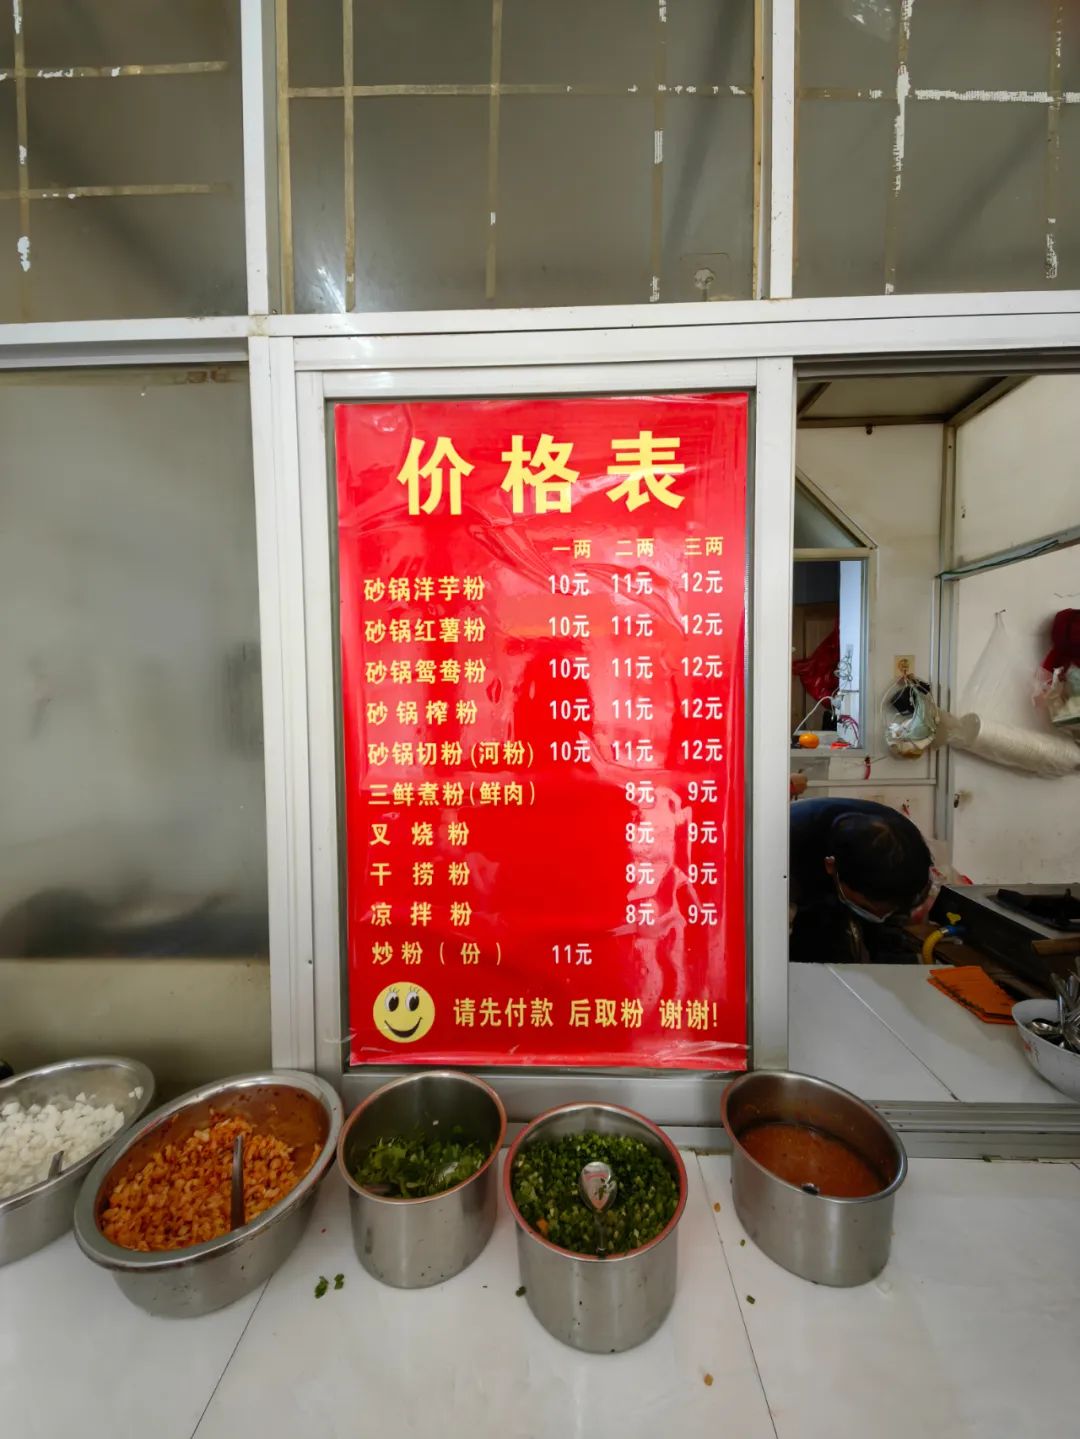 价格表
一两 二两 三两
砂锅洋芋粉 10元 11元 12元
砂锅红薯粉 10元 11元 12元
砂锅鸳鸯粉 10元 11元 12元
砂锅榨粉 10元 11元 12元
砂锅切粉(河粉) 10元 11元 12元
三鲜煮粉(鲜肉) 8元 9元
叉烧粉 8元 9元
干捞粉 8元 9元
凉拌粉 8元 9元
炒粉(份) 11元
请先付款 后取粉 谢谢!